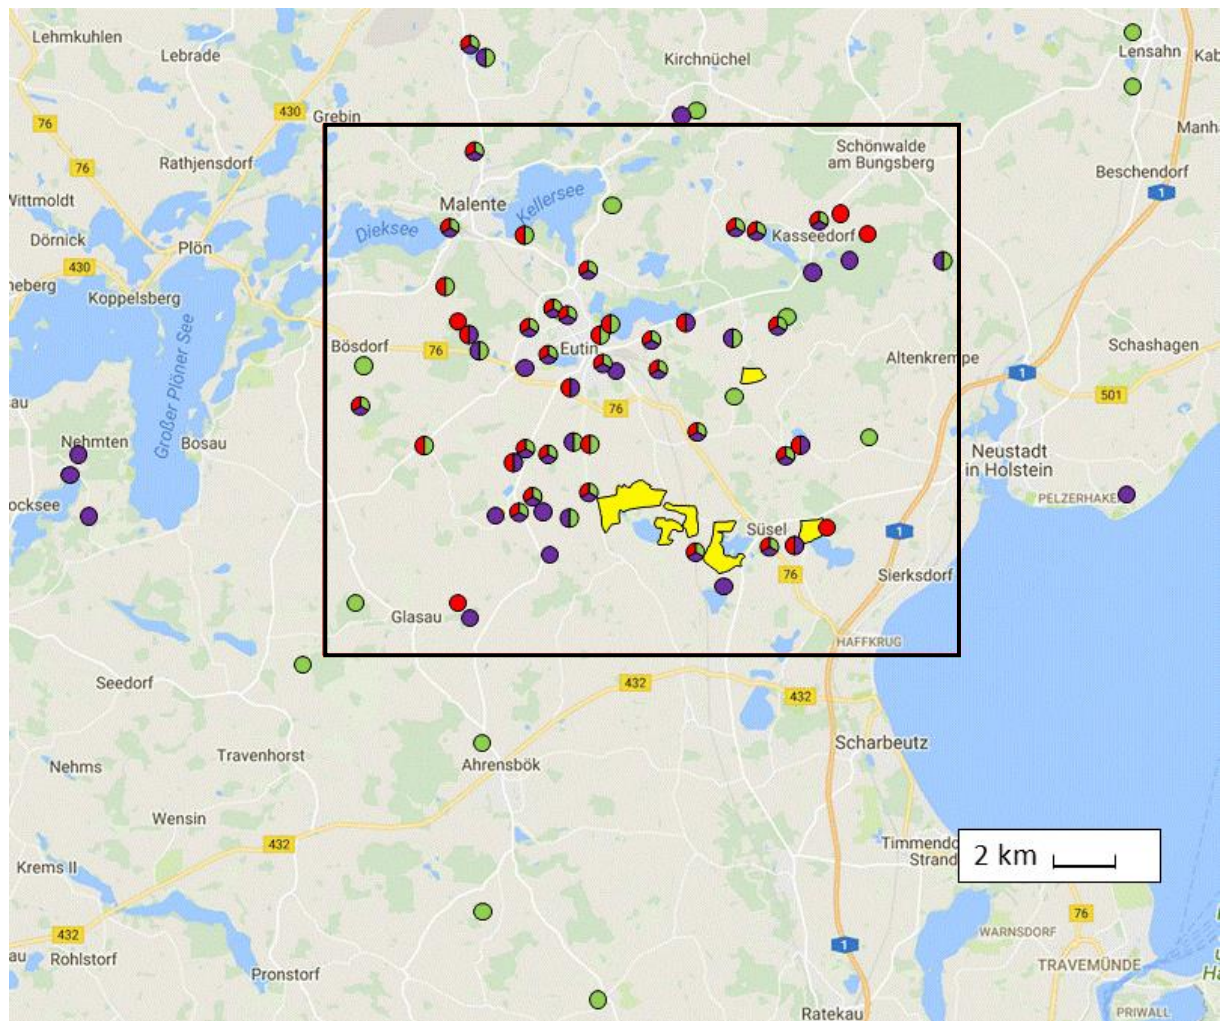 Lehmkuhlen
Lebrade
Kirchnüchel
Lensahn
Kab
430
Grebin
76
Manha
Rathjensdorf
76
Schönwalde
am Bungsberg
Beschendorf
1
Wittmoldt
Malente
Kellersee
Dieksee
Dörnick
Plön
Kasseedorf
430
neberg
Koppelsberg
Großer Plöner See
Bösdorf
76
Eutin
Altenkrempe
Schashagen
1
501
au
76
Nehmten
Bosau
Neustadt
in Holstein
PELZERHAKE
ocksee
Süsel
1
76
Sierksdorf
Glasau
HAFFKRUG
Seedorf
432
432
Travenhorst
Scharbeutz
Nehms
Ahrensbök
Wensin
432
Timmendo
Strand
2 km
Krems II
76
432
WARNSDORF
au
Rohlstorf
1
Pronstorf
TRAVEMÜNDE
Ratekau
PRIWALL